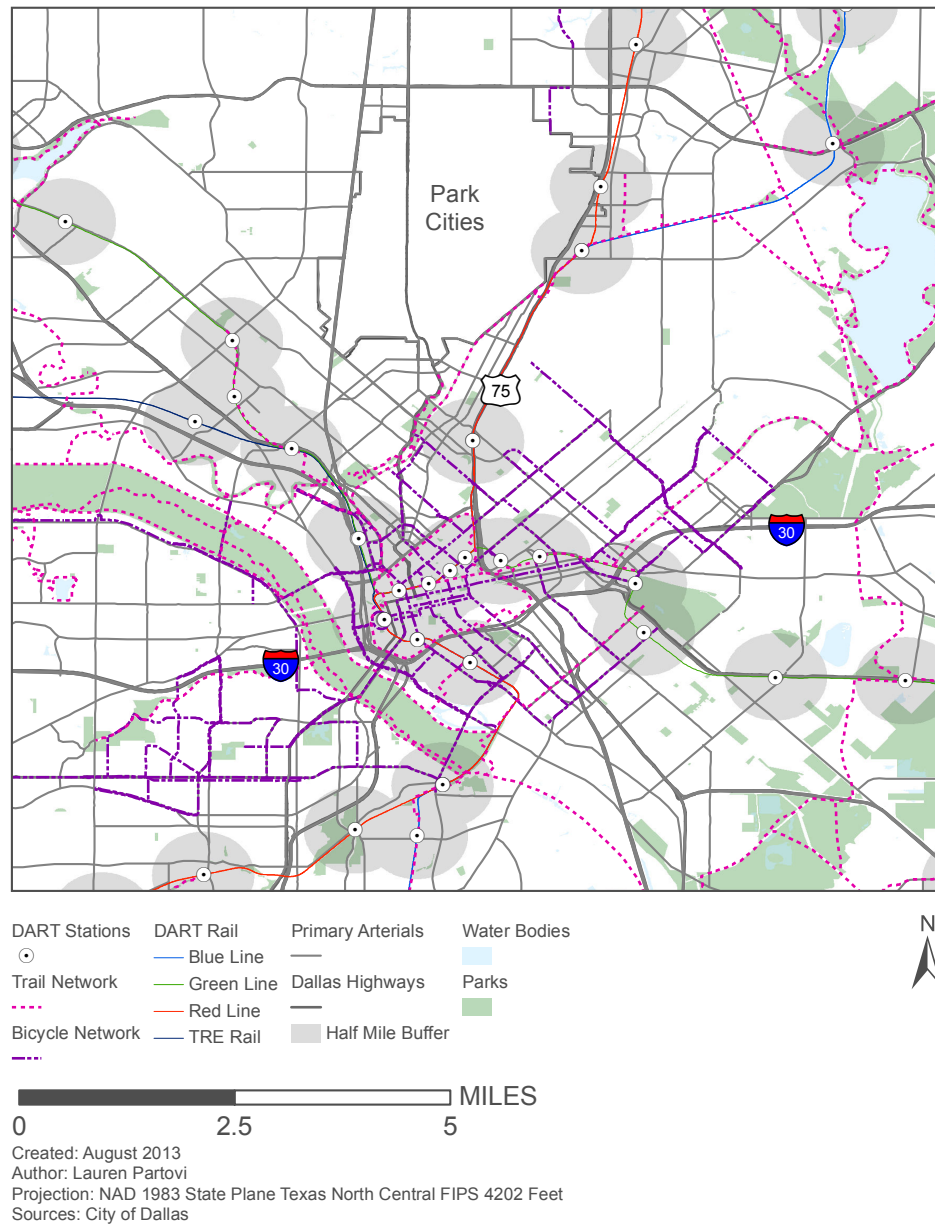 Park
Cities
75
30
30
DART Stations
Trail Network
Bicycle Network
DART Rail
Blue Line
Green Line
Red Line
TRE Rail
Primary Arterials
Dallas Highways
Half Mile Buffer
Water Bodies
Parks
N
MILES
0 2.5 5
Created: August 2013
Author: Lauren Partovi
Projection: NAD 1983 State Plane Texas North Central FIPS 4202 Feet
Sources: City of Dallas